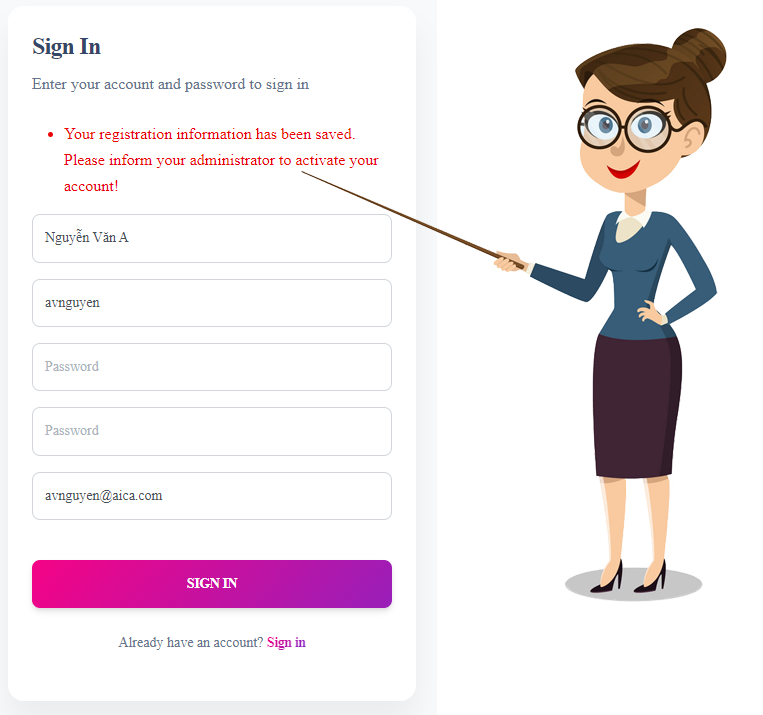 Sign In
Enter your account and password to sign in
Your registration information has been saved.
Please inform your administrator to activate your
account!
Nguyễn Văn A
avnguyen
Password
Password
avnguyen@aica.com
SIGN IN
Already have an account? Sign in